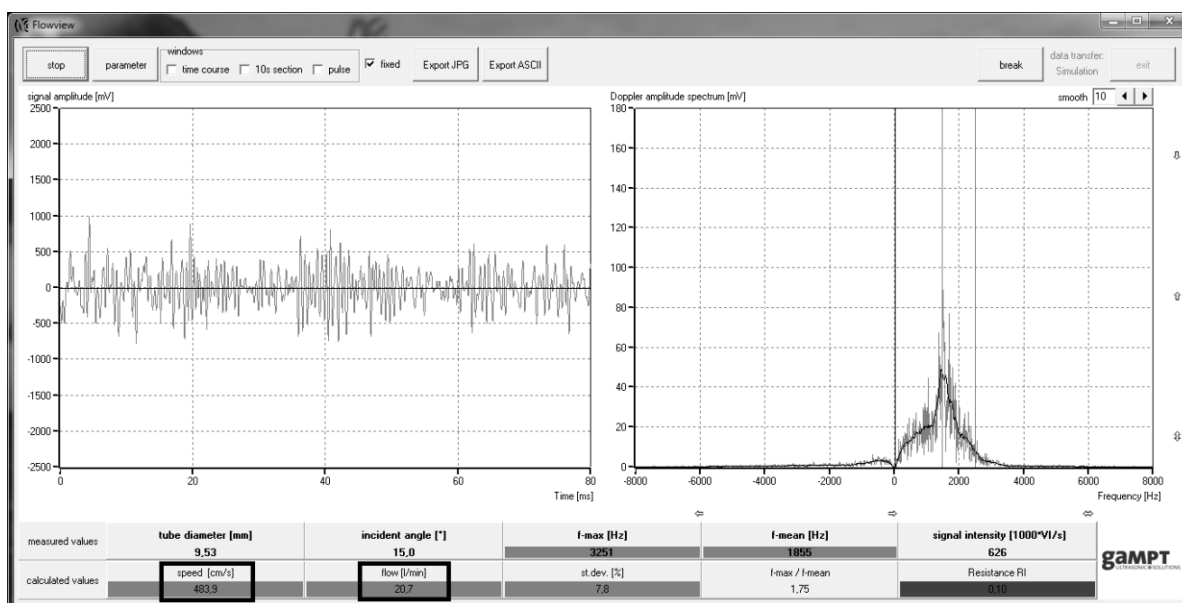 Flowview
stop parameter windows time course 10s section pulse fixed Export JPG Export ASCII break data transfer: Simulation exit
signal amplitude [mV] Doppler amplitude spectrum [mV] smooth 10
2500
2000
1500
1000
500
0
-500
-1000
-1500
-2000
-2500
0 20 40 60 80
Time [ms]
180
160
140
120
100
80
60
40
20
0
-8000 -6000 -4000 -2000 0 2000 4000 6000 8000
Frequency [Hz]
measured values tube diameter [mm] incident angle [°] f-max [Hz] f-mean [Hz] signal intensity [1000*VI/s]
9,53 15,0 3251 1855 626
calculated values speed [cm/s] flow [l/min] st.dev. [%] f-max / f-mean Resistance RI
483,9 20,7 7,8 1,75 0,10
gaMPT
ULTRASONIC SOLUTIONS